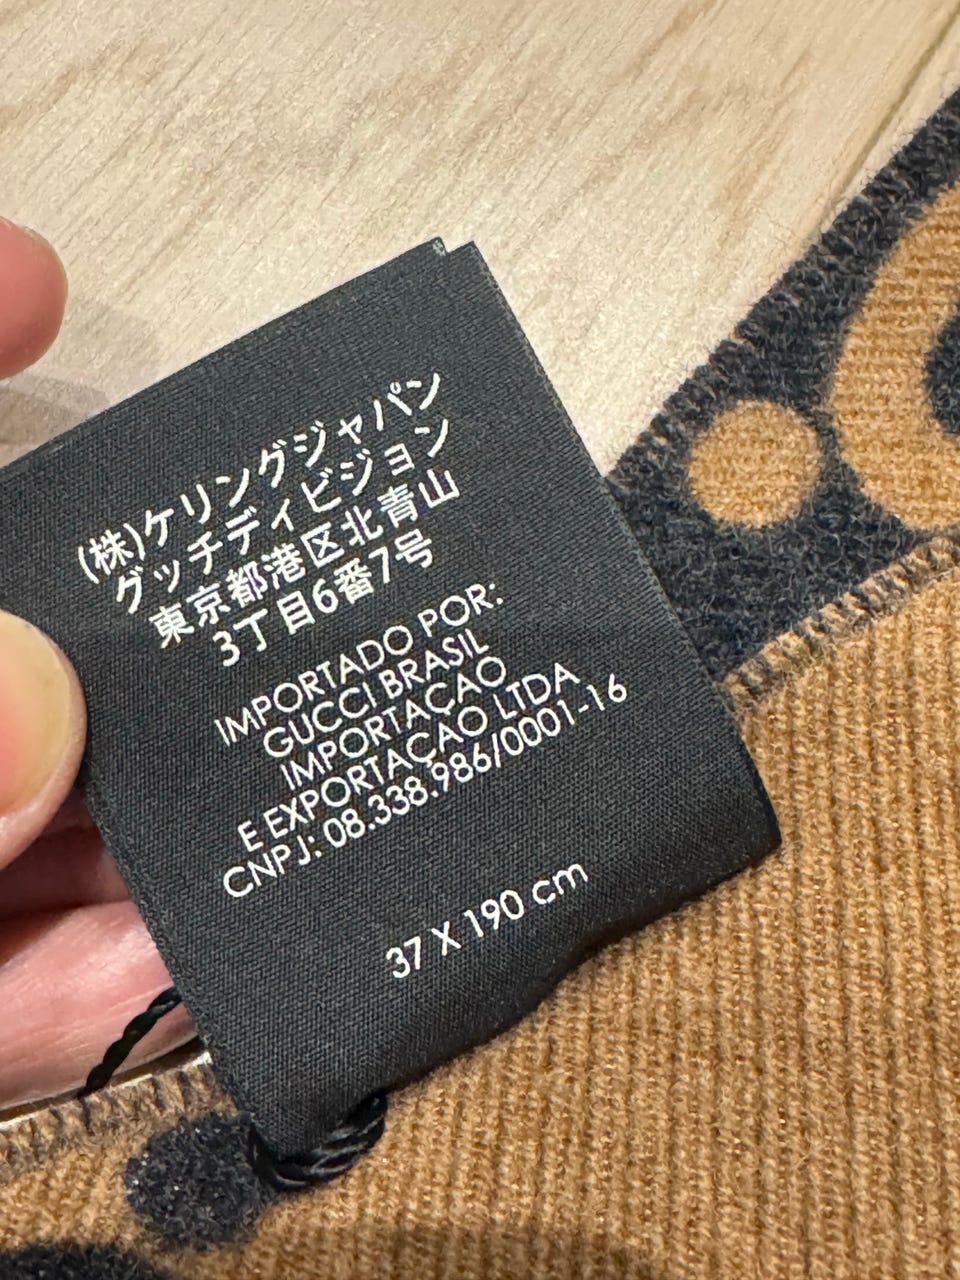 (株)ケリングジャパン
グッチディビジョン
東京都港区北青山
3丁目6番7号
IMPORTADO POR:
GUCCI BRASIL
IMPORTAÇAO
E EXPORTAÇAO LTDA
CNPJ: 08.338.986/0001-16
37 X 190 cm